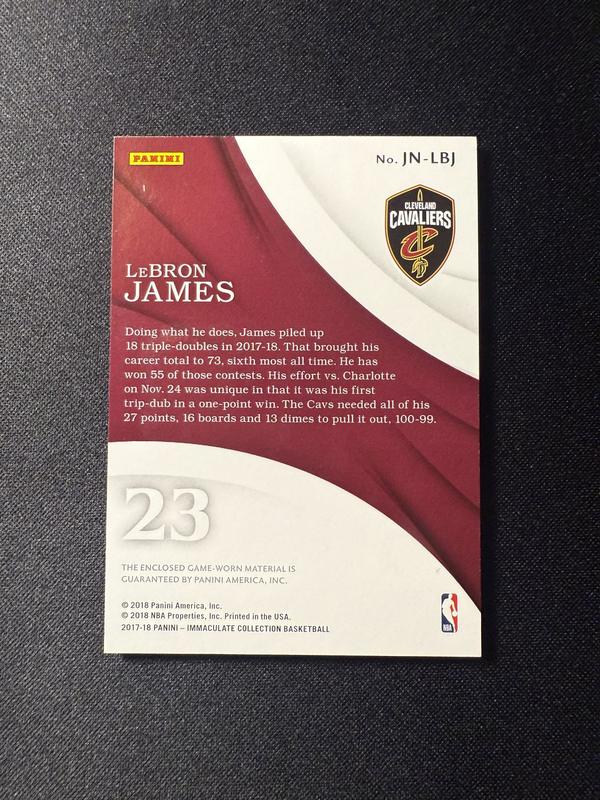 PANINI
No. JN-LBJ
CLEVELAND
CAVALIERS
C
LeBRON
JAMES
Doing what he does, James piled up
18 triple-doubles in 2017-18. That brought his
career total to 73, sixth most all time. He has
won 55 of those contests. His effort vs. Charlotte
on Nov. 24 was unique in that it was his first
trip-dub in a one-point win. The Cavs needed all of his
27 points, 16 boards and 13 dimes to pull it out, 100-99.
23
THE ENCLOSED GAME-WORN MATERIAL IS
GUARANTEED BY PANINI AMERICA, INC.
© 2018 Panini America, Inc.
© 2018 NBA Properties, Inc. Printed in the USA.
2017-18 PANINI – IMMACULATE COLLECTION BASKETBALL
NBA